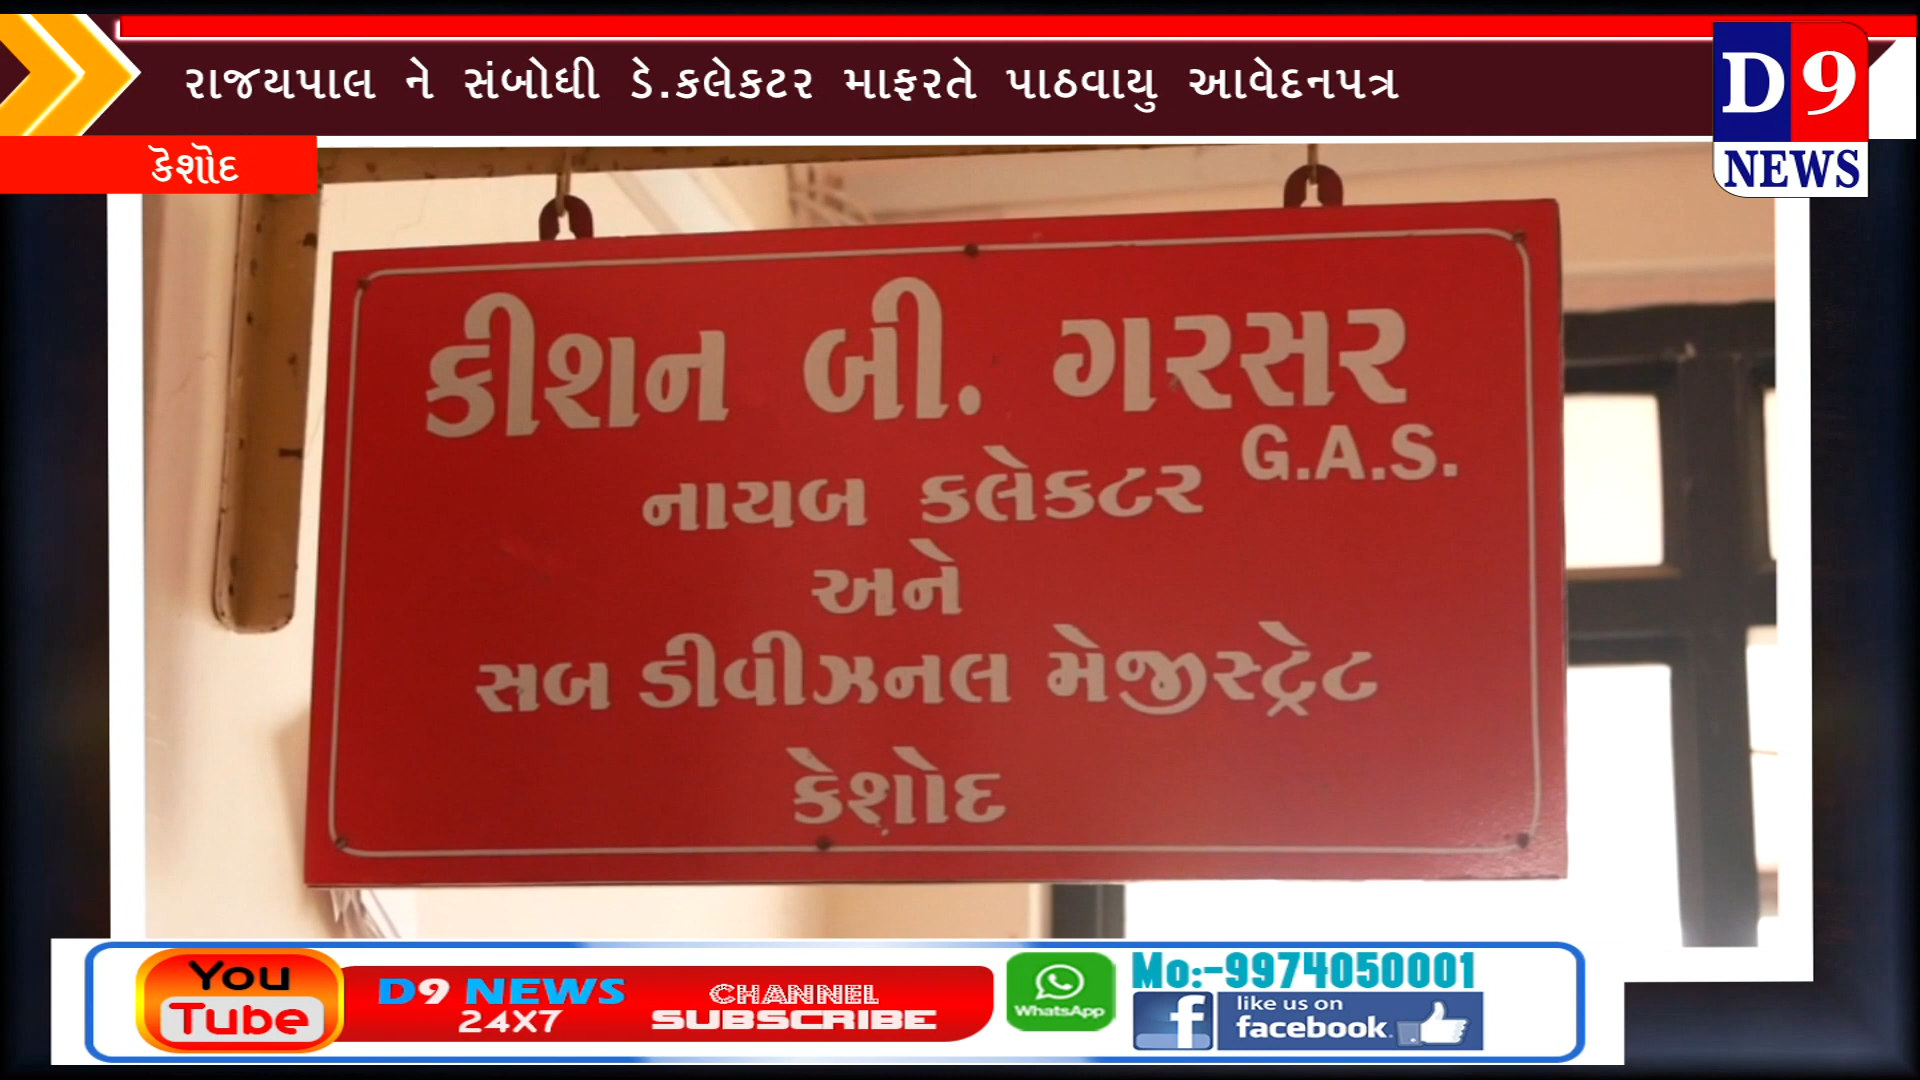 રાજયપાલ ને સંબોધી ડે.કલેકટર માફરતે પાઠવાયુ આવેદનપત્ર
D9
NEWS
કેશોદ
કીશન બી. ગરસર
G.A.S.
નાયબ કલેકટર
અને
સબ ડીવીઝનલ મેજીસ્ટ્રેટ
કેશોદ
You
Tube
D9 NEWS
24X7
CHANNEL
SUBSCRIBE
WhatsApp
Mo:-9974050001
f
like us on
facebook.